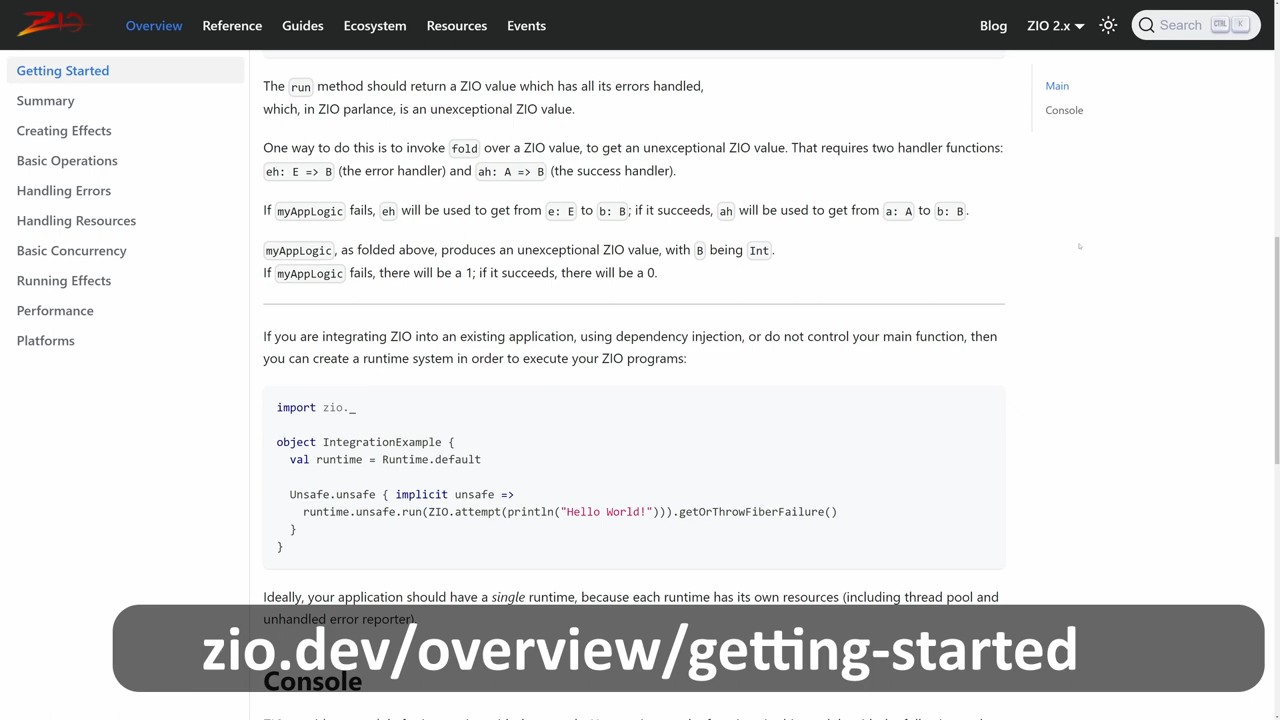 ZIO
Overview
Reference
Guides
Ecosystem
Resources
Events
Blog
ZIO 2.x
Search
CTRL
K
Getting Started
Summary
Creating Effects
Basic Operations
Handling Errors
Handling Resources
Basic Concurrency
Running Effects
Performance
Platforms
The run method should return a ZIO value which has all its errors handled,
which, in ZIO parlance, is an unexceptional ZIO value.
One way to do this is to invoke fold over a ZIO value, to get an unexceptional ZIO value. That requires two handler functions:
eh: E => B (the error handler) and ah: A => B (the success handler).
If myAppLogic fails, eh will be used to get from e: E to b: B; if it succeeds, ah will be used to get from a: A to b: B.
myAppLogic, as folded above, produces an unexceptional ZIO value, with B being Int.
If myAppLogic fails, there will be a 1; if it succeeds, there will be a 0.
If you are integrating ZIO into an existing application, using dependency injection, or do not control your main function, then
you can create a runtime system in order to execute your ZIO programs:
import zio._
object IntegrationExample {
  val runtime = Runtime.default
  Unsafe.unsafe { implicit unsafe =>
    runtime.unsafe.run(ZIO.attempt(println("Hello World!"))).getOrThrowFiberFailure()
  }
}
Ideally, your application should have a single runtime, because each runtime has its own resources (including thread pool and
unhandled error reporter).
Console
Main
Console
zio.dev/overview/getting-started